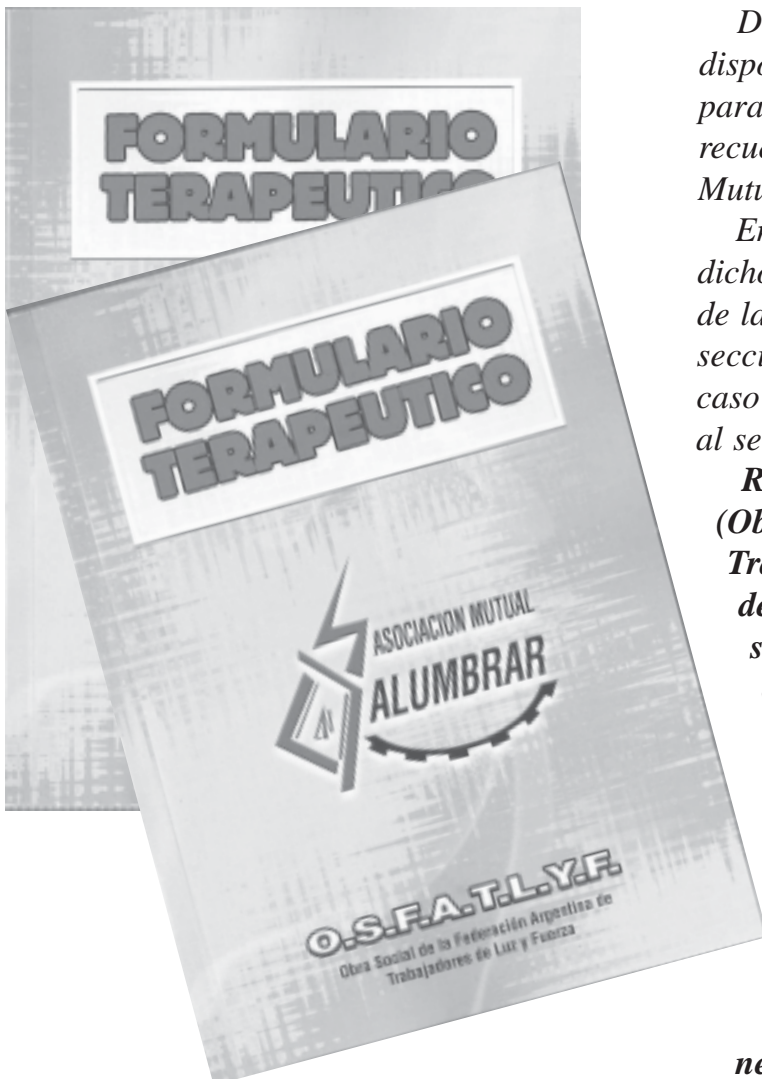 FORMULARIO
TERAPEUTICO
FORMULARIO
TERAPEUTICO
ASOCIACION MUTUAL
ALUMBRAR
O.S.F.A.T.L.Y.F.
Obra Social de la Federación Argentina de
Trabajadores de Luz y Fuerza
D
dispo
para
recue
Mutu
En
dicho
de la
secci
caso
al se
R
(Ob
Tra
de
s
ne